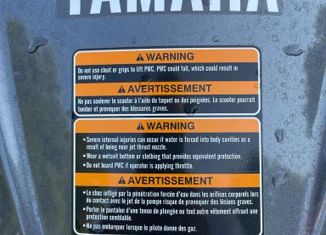 YAMAHA
WARNING
Do not use cleat or grips to lift PWC. PWC could fall, which could result in
severe injury.
AVERTISSEMENT
Ne pas soulever le scooter à l'aide du taquet ou des poignées. Le scooter pourrait
tomber et provoquer des blessures graves.
WARNING
• Severe internal injuries can occur if water is forced into body cavities as a
result of being near jet thrust nozzle.
• Wear a wetsuit bottom or clothing that provides equivalent protection.
• Do not board PWC if operator is applying throttle.
AVERTISSEMENT
• Le choc infligé par la pénétration forcée d'eau dans les orifices corporels lors
du contact avec le jet de la pompe risque de provoquer des lésions graves.
• Porter le pantalon d'une tenue de plongée ou tout autre vêtement offrant une
protection semblable.
• Ne pas embarquer lorsque le pilote donne des gaz.